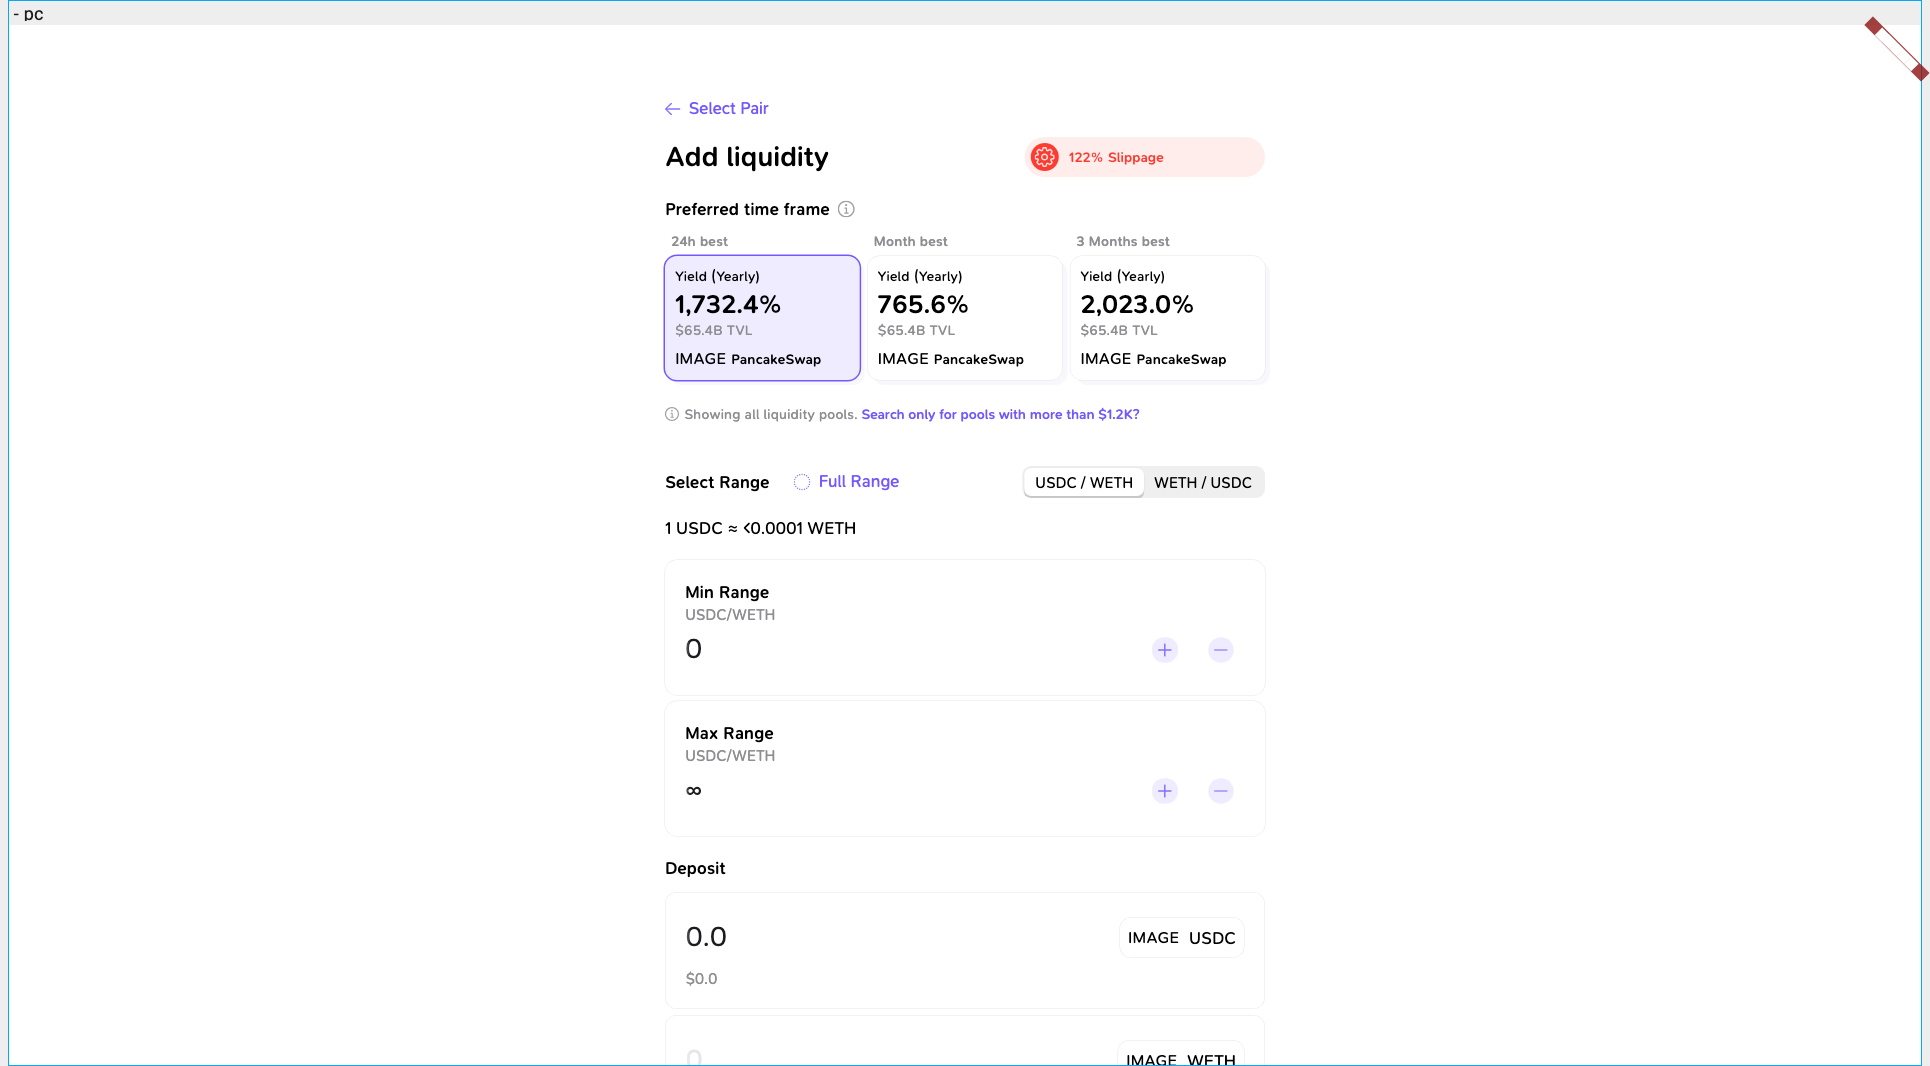 - pc
← Select Pair
Add liquidity
122% Slippage
Preferred time frame
24h best
Yield (Yearly)
1,732.4%
$65.4B TVL
IMAGE PancakeSwap
Month best
Yield (Yearly)
765.6%
$65.4B TVL
IMAGE PancakeSwap
3 Months best
Yield (Yearly)
2,023.0%
$65.4B TVL
IMAGE PancakeSwap
Showing all liquidity pools. Search only for pools with more than $1.2K?
Select Range
Full Range
USDC / WETH
WETH / USDC
1 USDC ≈ <0.0001 WETH
Min Range
USDC/WETH
0
Max Range
USDC/WETH
∞
Deposit
0.0
IMAGE USDC
$0.0
0
IMAGE WETH